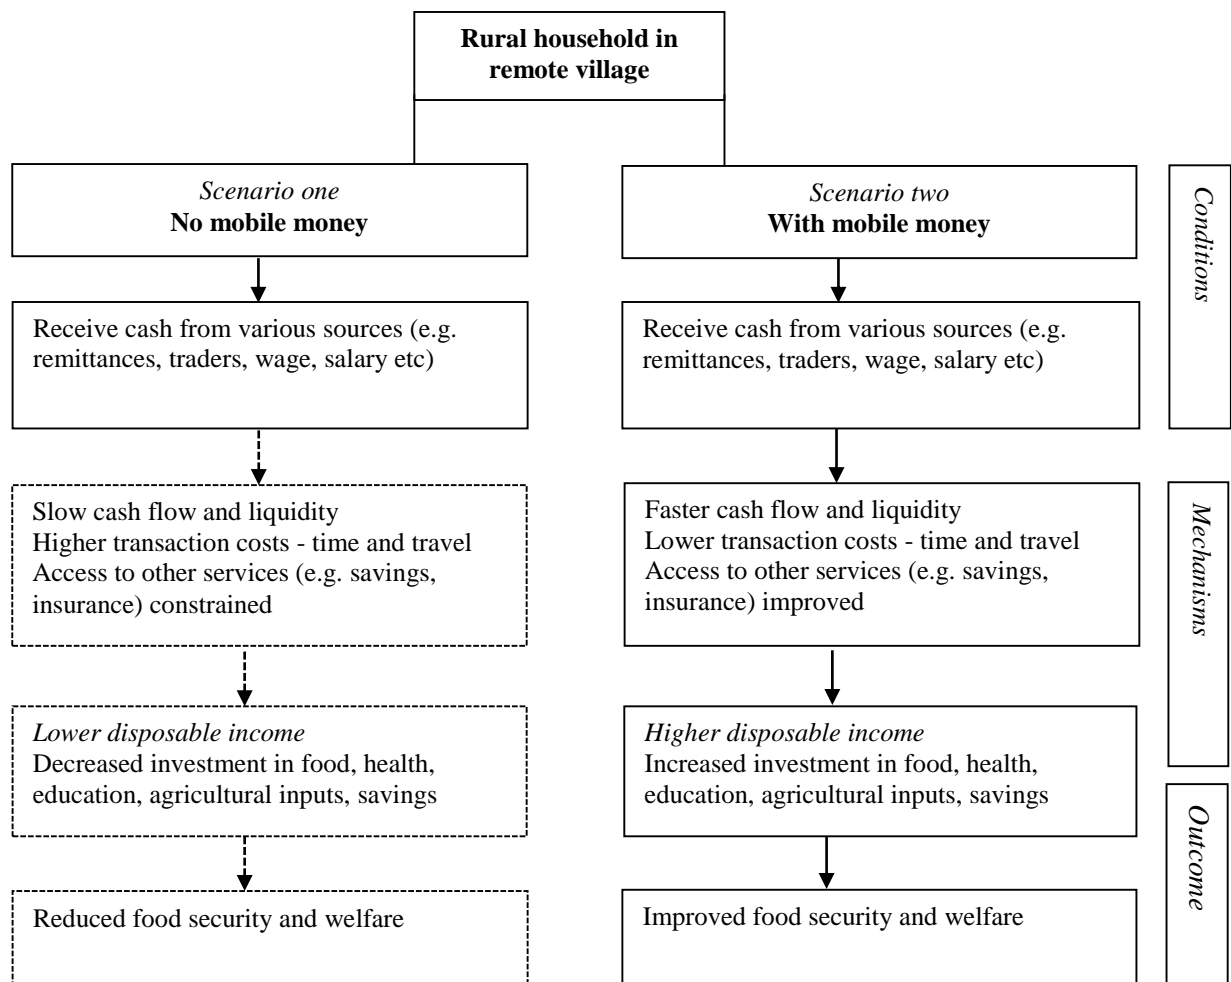 Rural household in
remote village
Scenario one
No mobile money
Scenario two
With mobile money
Conditions
Receive cash from various sources (e.g.
remittances, traders, wage, salary etc)
Receive cash from various sources (e.g.
remittances, traders, wage, salary etc)
Slow cash flow and liquidity
Higher transaction costs - time and travel
Access to other services (e.g. savings,
insurance) constrained
Faster cash flow and liquidity
Lower transaction costs - time and travel
Access to other services (e.g. savings,
insurance) improved
Mechanisms
Lower disposable income
Decreased investment in food, health,
education, agricultural inputs, savings
Higher disposable income
Increased investment in food, health,
education, agricultural inputs, savings
Outcome
Reduced food security and welfare
Improved food security and welfare